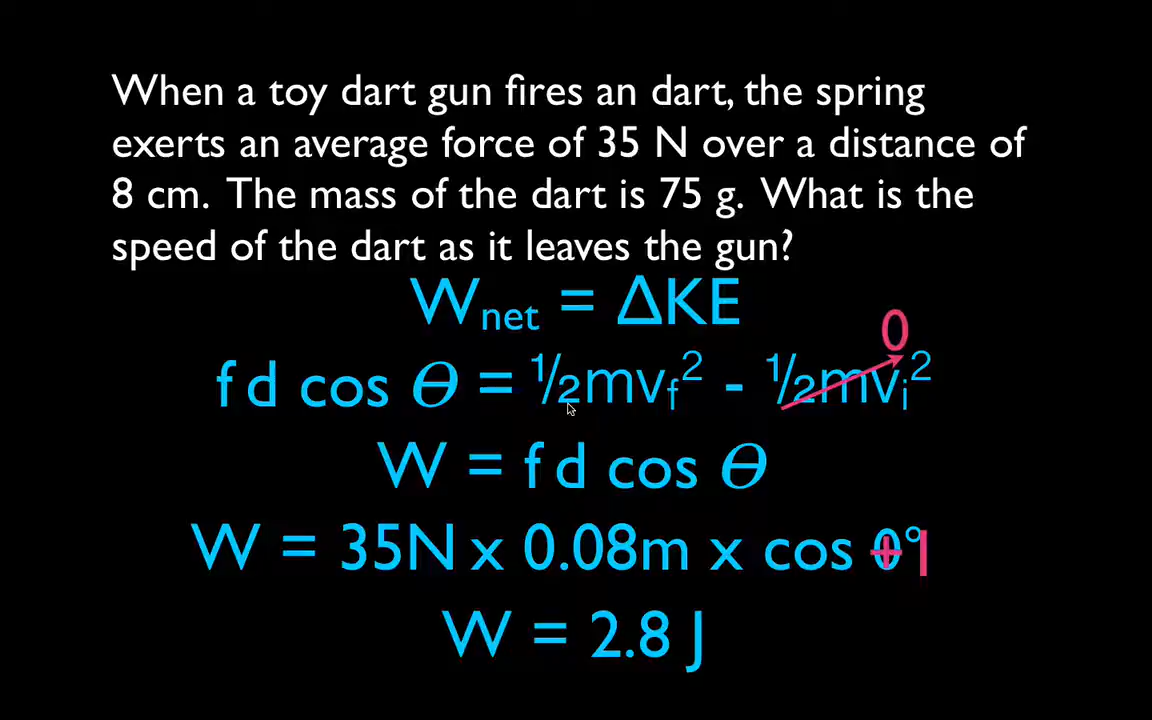 When a toy dart gun fires an dart, the spring
exerts an average force of 35 N over a distance of
8 cm. The mass of the dart is 75 g. What is the
speed of the dart as it leaves the gun?
Wnet = ΔKE
0
f d cos Θ = ½mvf² - ½mvi²
W = f d cos Θ
W = 35N x 0.08m x cos 0° +1
W = 2.8 J